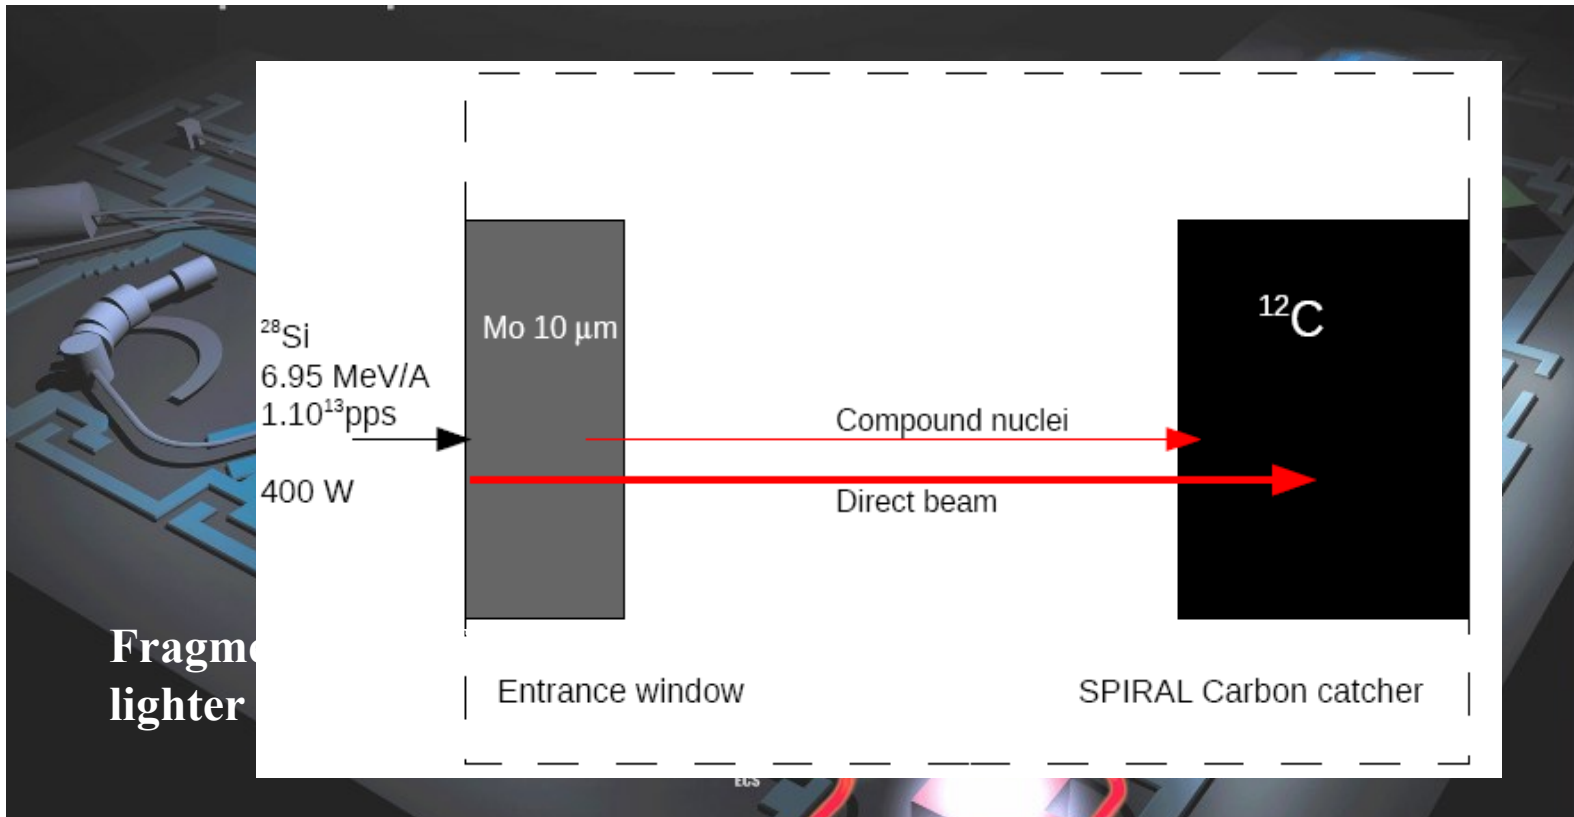 ²⁸Si
6.95 MeV/A
1.10¹³pps
400 W
Mo 10 μm
¹²C
Compound nuclei
Direct beam
Entrance window
SPIRAL Carbon catcher
lighter
ECS